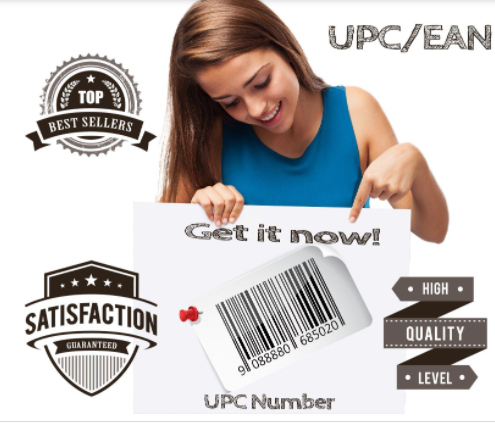 UPC/EAN
TOP
BEST SELLERS
Get it now!
SATISFACTION
GUARANTEED
9 088880 685020
HIGH
QUALITY
LEVEL
UPC Number